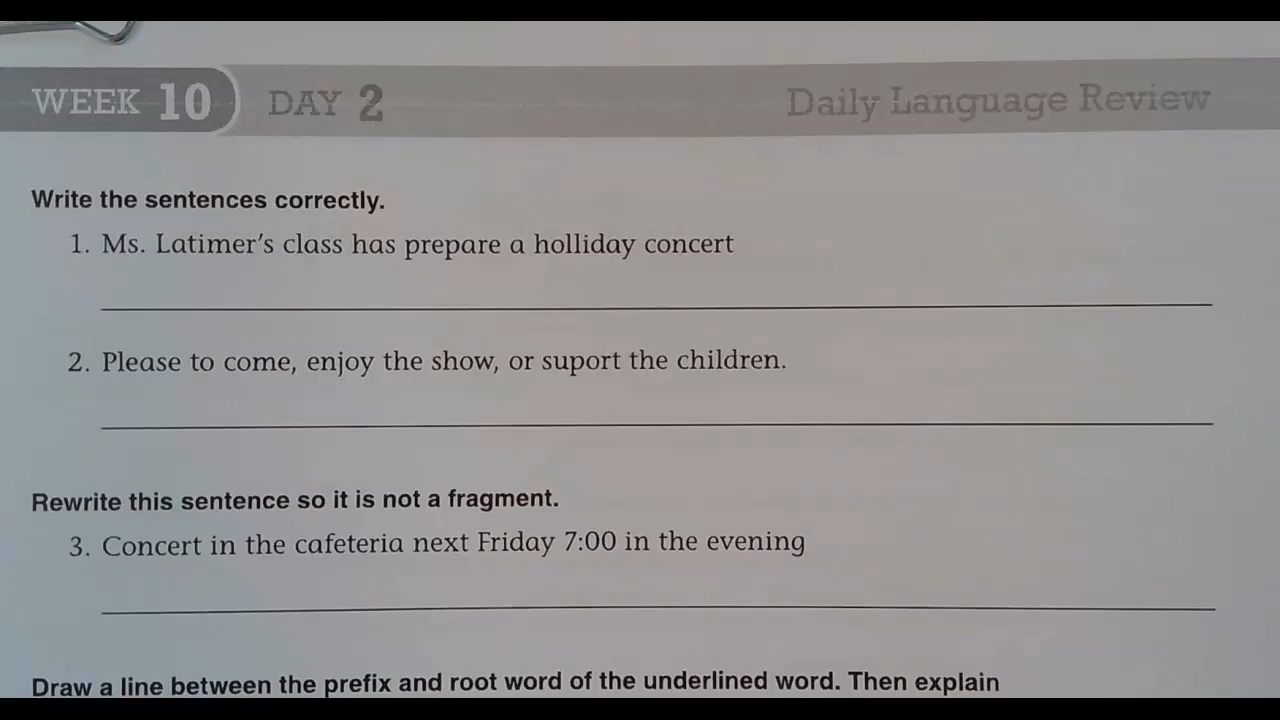 WEEK 10 DAY 2 Daily Language Review
Write the sentences correctly.
1. Ms. Latimer's class has prepare a holliday concert
2. Please to come, enjoy the show, or suport the children.
Rewrite this sentence so it is not a fragment.
3. Concert in the cafeteria next Friday 7:00 in the evening
Draw a line between the prefix and root word of the underlined word. Then explain